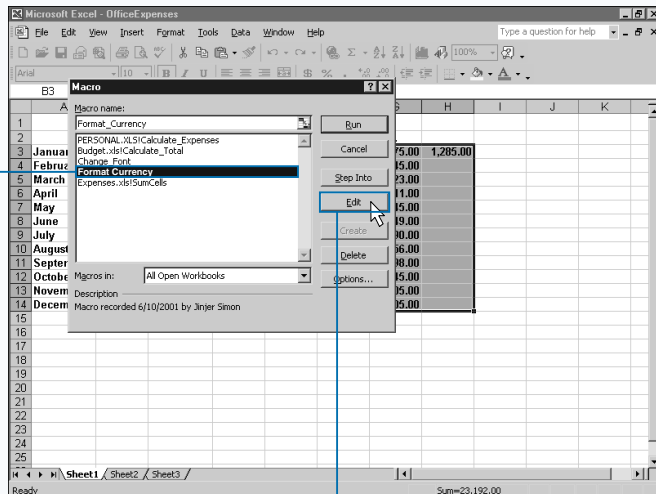 Microsoft Excel - OfficeExpenses
File Edit View Insert Format Tools Data Window Help
Type a question for help
100%
Arial 10 B I U $ % ,
B3
Macro
Macro name:
Format_Currency
PERSONAL.XLS!Calculate_Expenses
Budget.xls!Calculate_Total
Change_Font
Format Currency
Expenses.xls!SumCells
Run
Cancel
Step Into
Edit
Create
Delete
Options...
Macros in: All Open Workbooks
Description
Macro recorded 6/10/2001 by Jinjer Simon
A H I J K
1
2
3 Januar 75.00 1,285.00
4 Februa 45.00
5 March 23.00
6 April 11.00
7 May 45.00
8 June 49.00
9 July 90.00
10 August 56.00
11 Septer 98.00
12 Octobe 45.00
13 Novem 05.00
14 Decem 05.00
15
16
17
18
19
20
21
22
23
24
25
Sheet1 Sheet2 Sheet3
Ready Sum=23,192.00